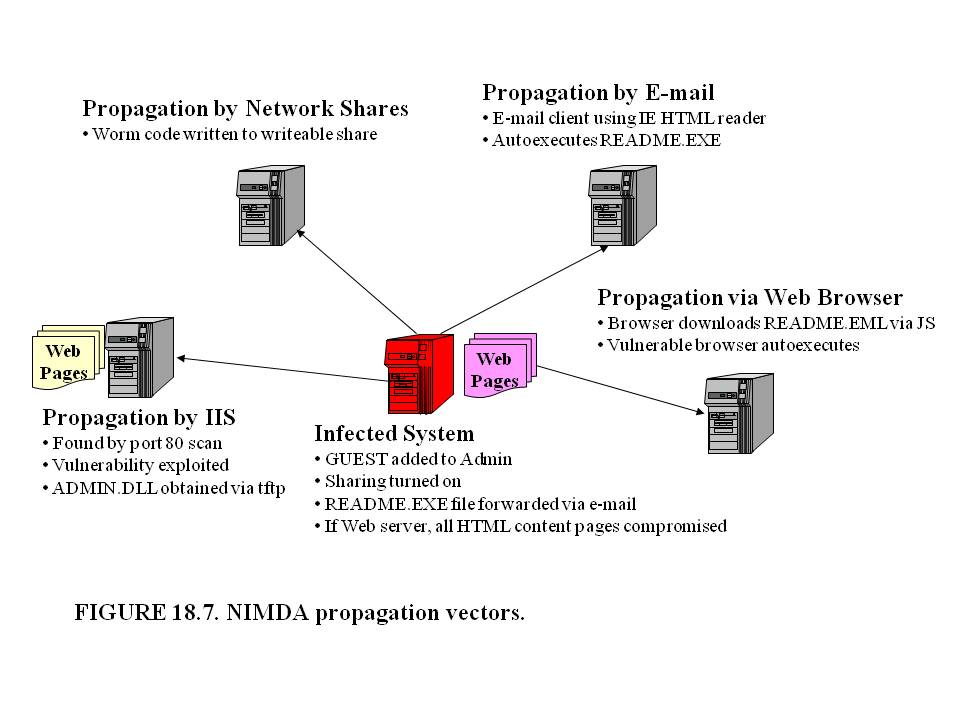 Propagation by Network Shares
• Worm code written to writeable share
Propagation by E-mail
• E-mail client using IE HTML reader
• Autoexecutes README.EXE
Propagation via Web Browser
• Browser downloads README.EML via JS
• Vulnerable browser autoexecutes
Web
Pages
Web
Pages
Propagation by IIS
• Found by port 80 scan
• Vulnerability exploited
• ADMIN.DLL obtained via tftp
Infected System
• GUEST added to Admin
• Sharing turned on
• README.EXE file forwarded via e-mail
• If Web server, all HTML content pages compromised
FIGURE 18.7. NIMDA propagation vectors.